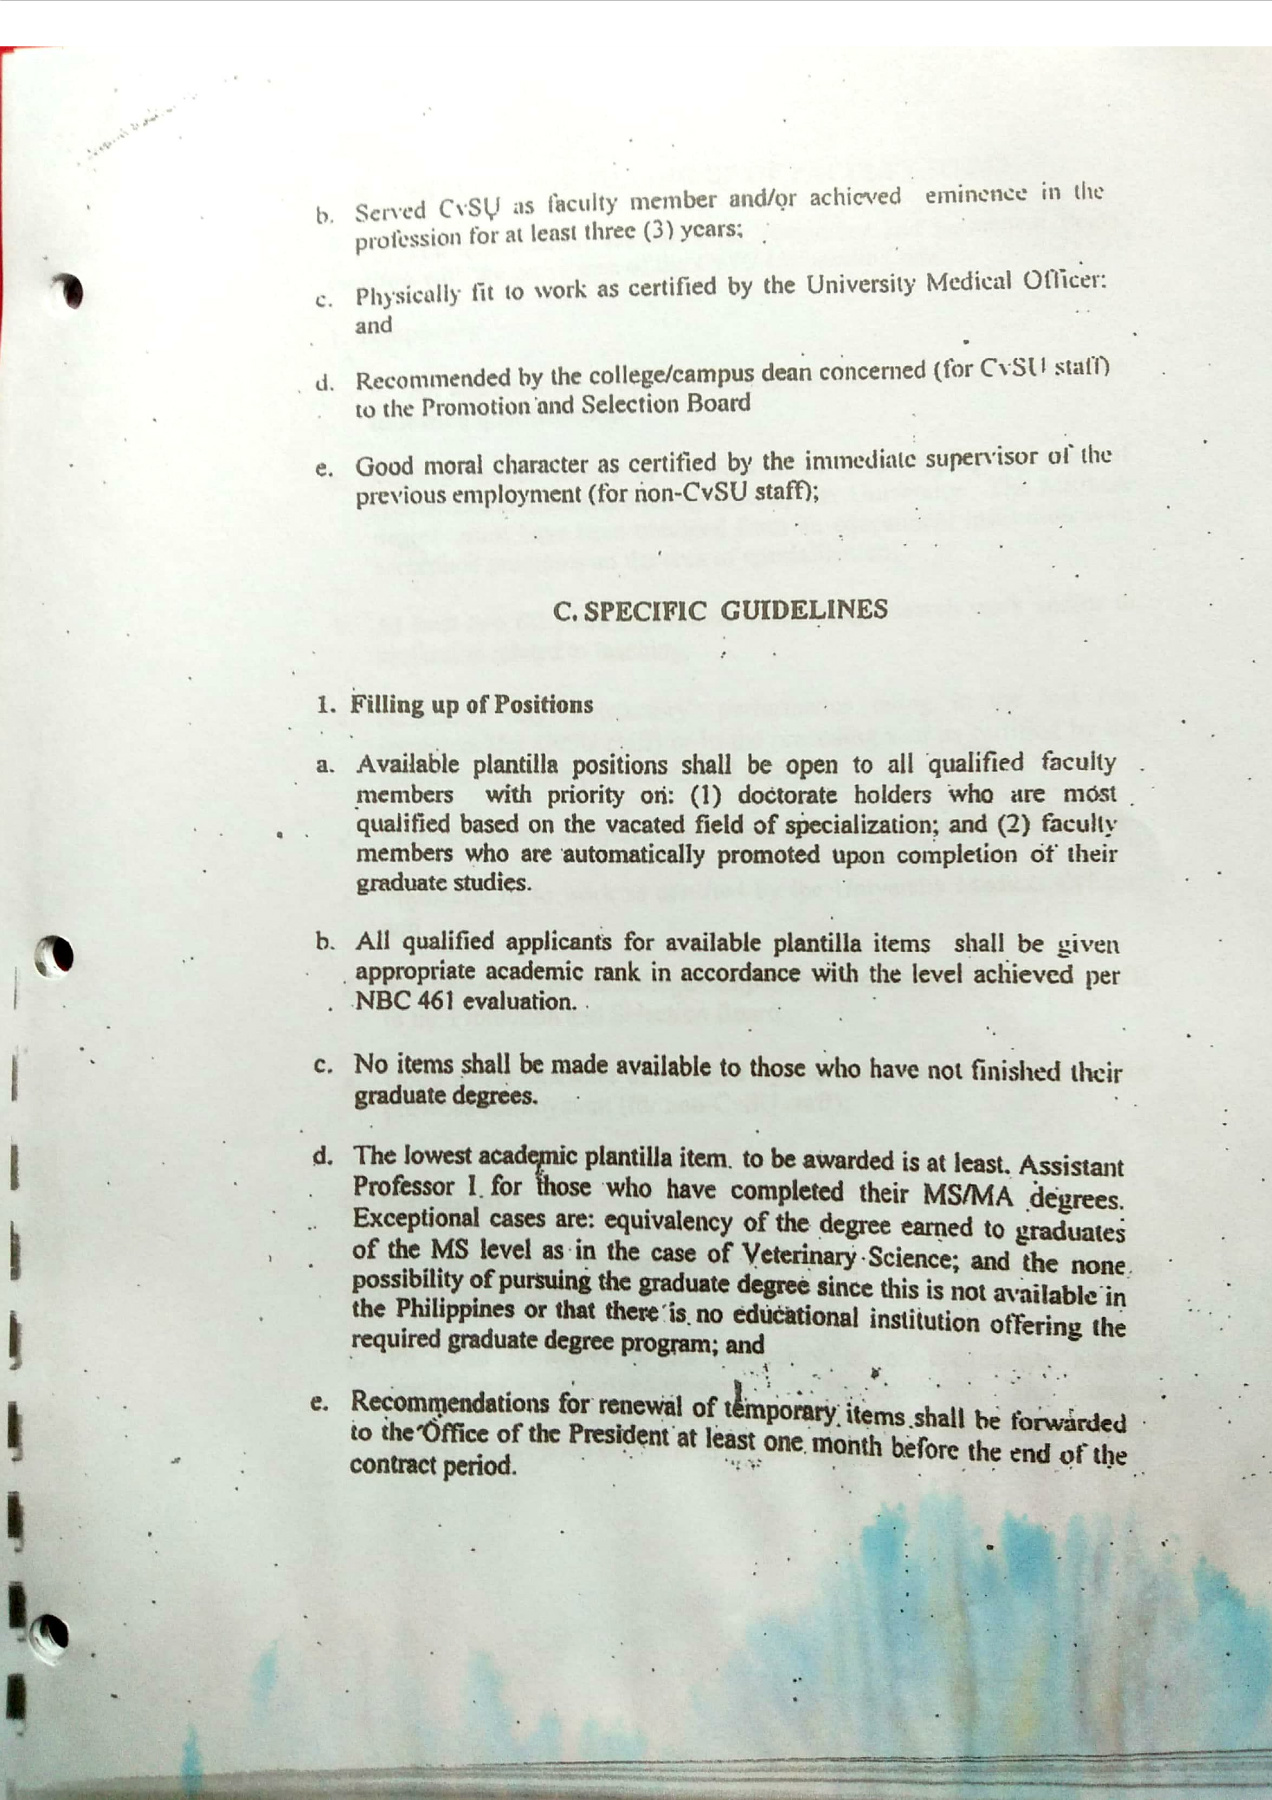 b. Served CvSU as faculty member and/or achieved eminence in the
profession for at least three (3) years;
c. Physically fit to work as certified by the University Medical Officer:
and
d. Recommended by the college/campus dean concerned (for CvSU staff)
to the Promotion and Selection Board
e. Good moral character as certified by the immediate supervisor of the
previous employment (for non-CvSU staff);
C. SPECIFIC GUIDELINES
1. Filling up of Positions
a. Available plantilla positions shall be open to all qualified faculty
members with priority on: (1) doctorate holders who are most
qualified based on the vacated field of specialization; and (2) faculty
members who are automatically promoted upon completion of their
graduate studies.
b. All qualified applicants for available plantilla items shall be given
appropriate academic rank in accordance with the level achieved per
NBC 461 evaluation.
c. No items shall be made available to those who have not finished their
graduate degrees.
d. The lowest academic plantilla item. to be awarded is at least. Assistant
Professor I. for those who have completed their MS/MA degrees.
Exceptional cases are: equivalency of the degree earned to graduates
of the MS level as in the case of Veterinary Science; and the none
possibility of pursuing the graduate degree since this is not available in
the Philippines or that there is no educational institution offering the
required graduate degree program; and
e. Recommendations for renewal of temporary items shall be forwarded
to the Office of the President at least one month before the end of the
contract period.